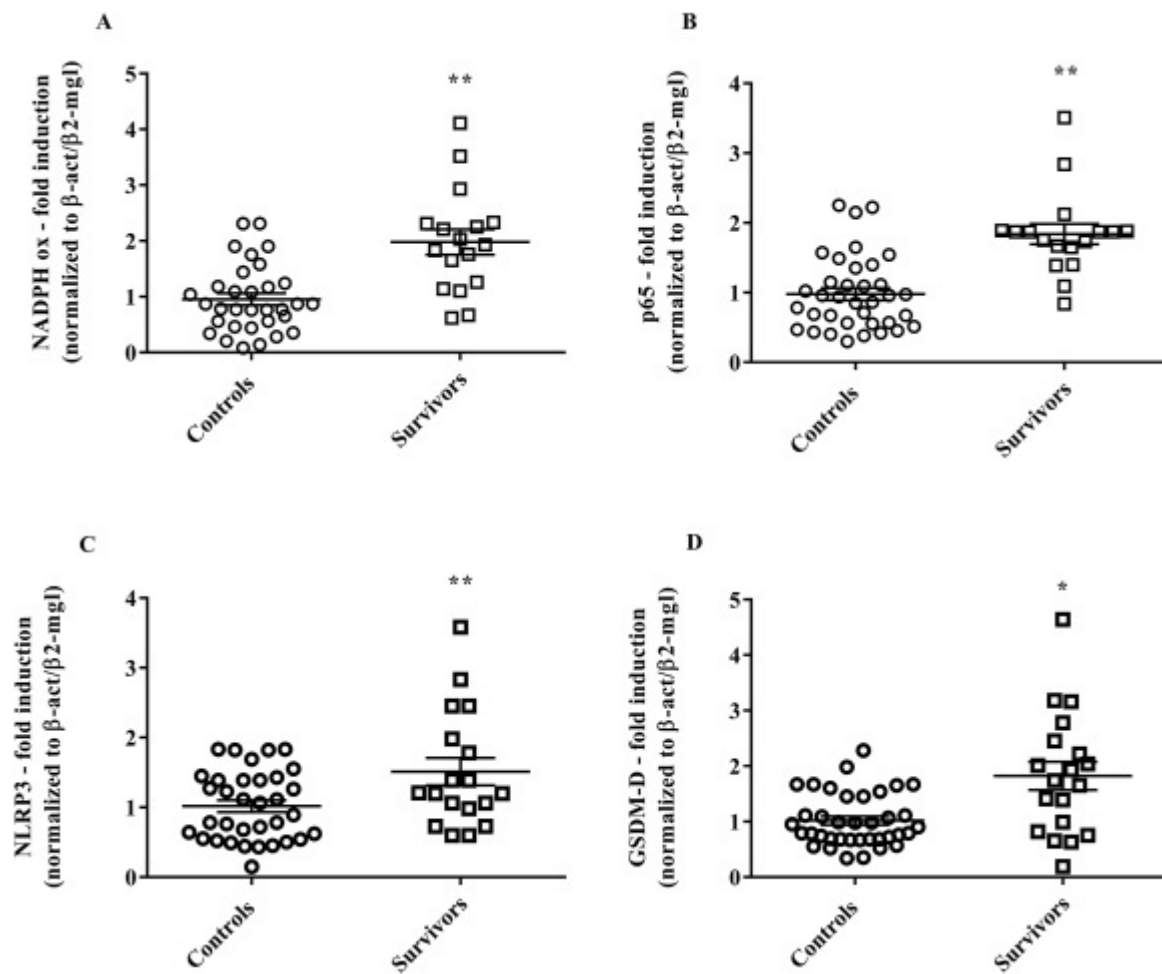 A
NADPH ox - fold induction
(normalized to β-act/β2-mgl)
5
4
3
2
1
0
**
Controls
Survivors
B
p65 - fold induction
(normalized to β-act/β2-mgl)
4
3
2
1
0
**
Controls
Survivors
C
NLRP3 - fold induction
(normalized to β-act/β2-mgl)
4
3
2
1
0
**
Controls
Survivors
D
GSDM-D - fold induction
(normalized to β-act/β2-mgl)
5
4
3
2
1
0
*
Controls
Survivors